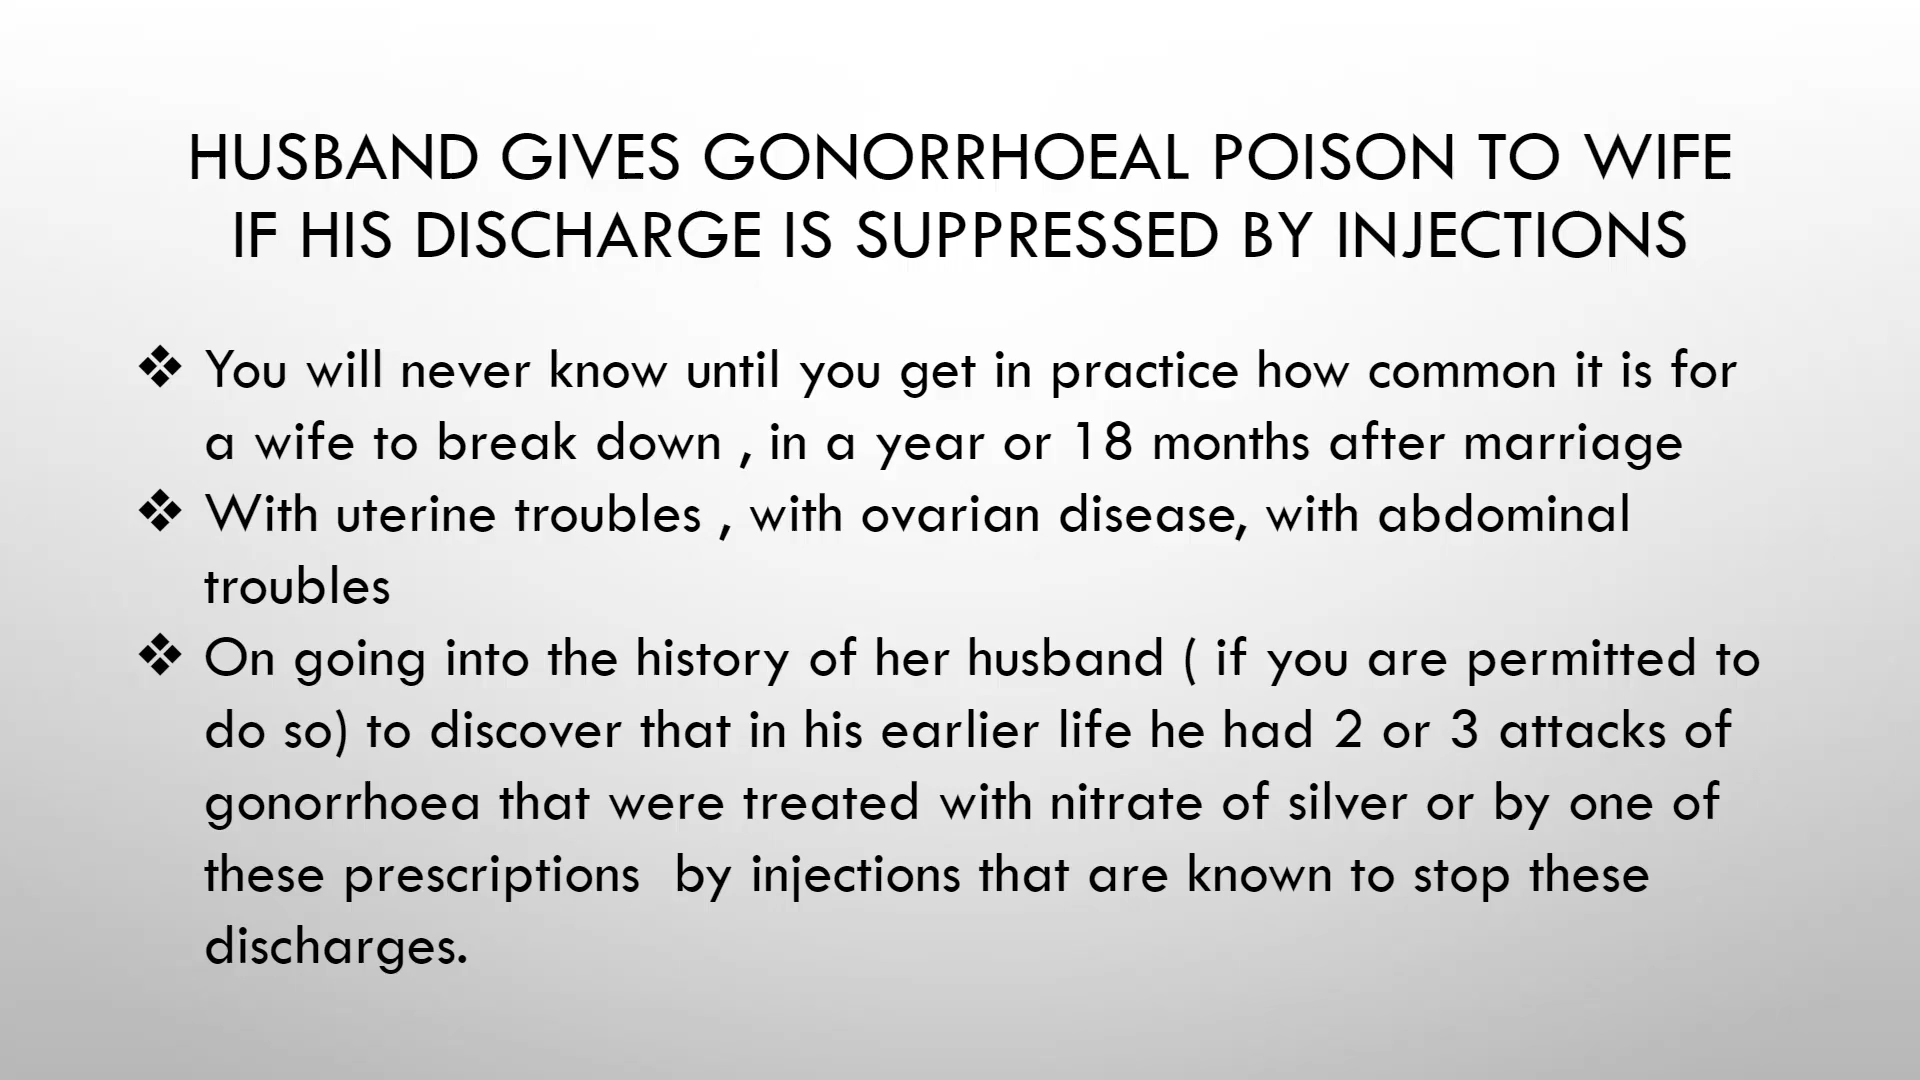 HUSBAND GIVES GONORRHOEAL POISON TO WIFE
IF HIS DISCHARGE IS SUPPRESSED BY INJECTIONS
❖ You will never know until you get in practice how common it is for
a wife to break down , in a year or 18 months after marriage
❖ With uterine troubles , with ovarian disease, with abdominal
troubles
❖ On going into the history of her husband ( if you are permitted to
do so) to discover that in his earlier life he had 2 or 3 attacks of
gonorrhoea that were treated with nitrate of silver or by one of
these prescriptions  by injections that are known to stop these
discharges.